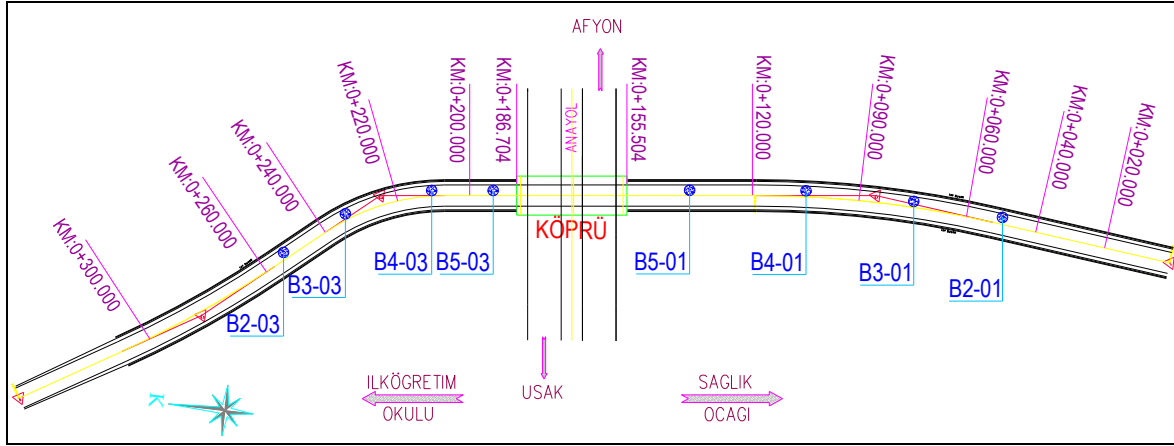 AFYON
KM:0+300.000
KM:0+260.000
KM:0+240.000
KM:0+220.000
KM:0+200.000
KM:0+186.704
ANAYOL
KM:0+155.504
KM:0+120.000
KM:0+090.000
KM:0+060.000
KM:0+040.000
KM:0+020.000
KÖPRÜ
B2-03
B3-03
B4-03
B5-03
B5-01
B4-01
B3-01
B2-01
K
ILKÖGRETIM
OKULU
USAK
SAGLIK
OCAGI